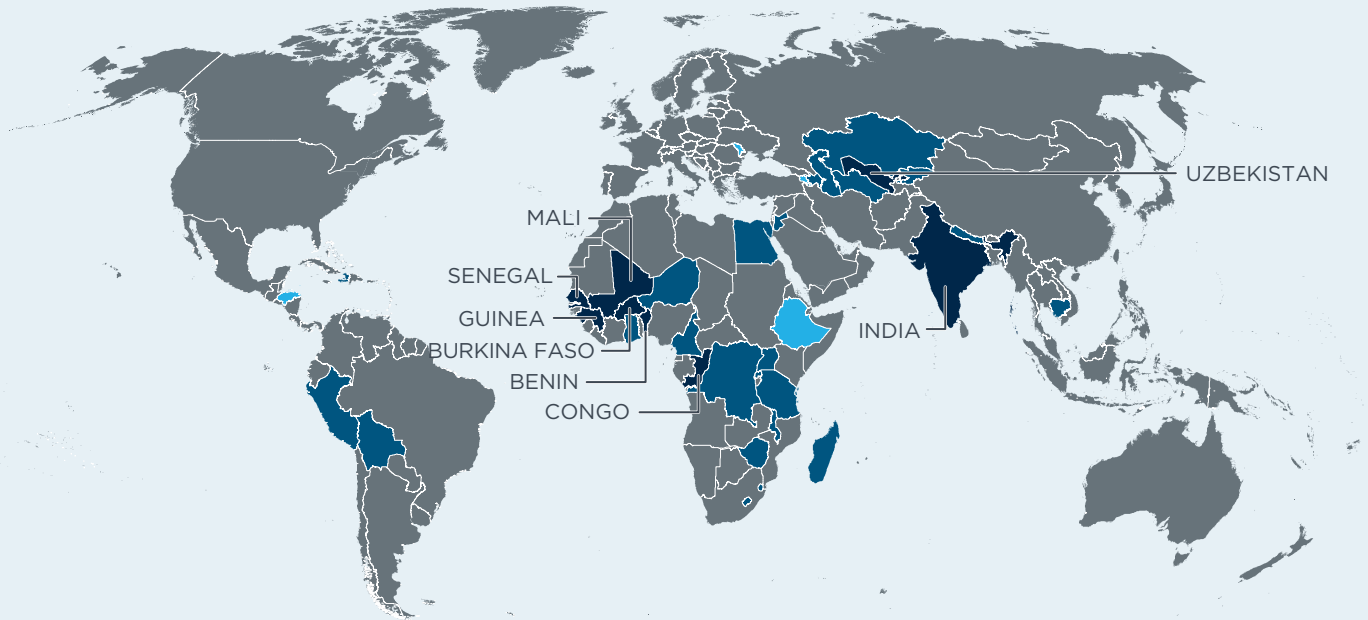 UZBEKISTAN
MALI
SENEGAL
GUINEA
INDIA
BURKINA FASO
BENIN
CONGO